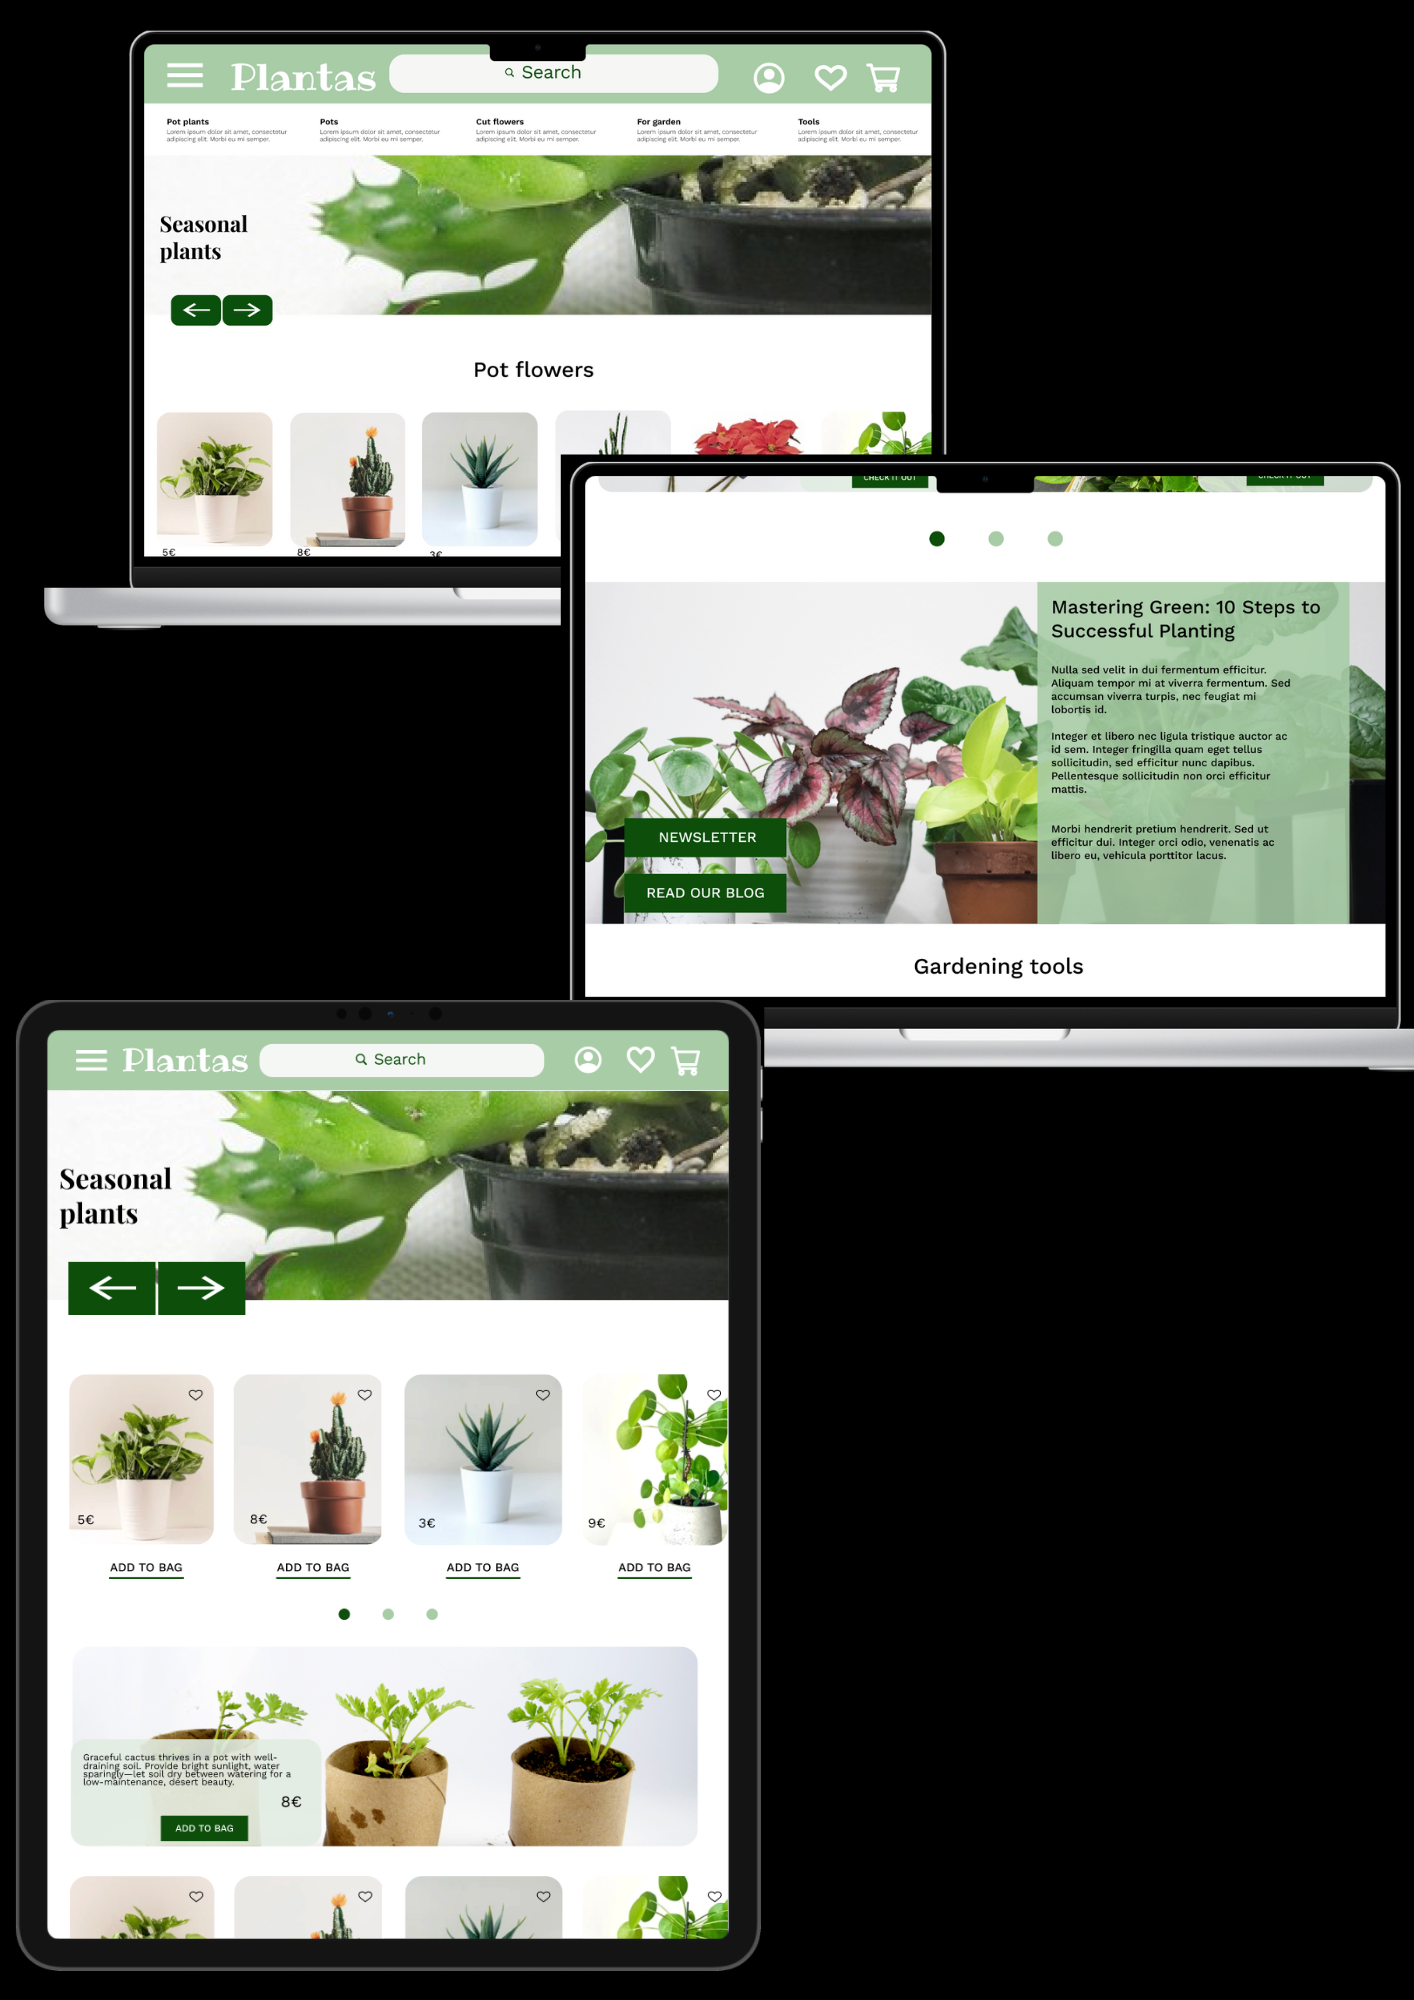 Plantas
Search
Pot plants
Lorem ipsum dolor sit amet, consectetur
adipiscing elit. Morbi eu mi semper.
Pots
Lorem ipsum dolor sit amet, consectetur
adipiscing elit. Morbi eu mi semper.
Cut flowers
Lorem ipsum dolor sit amet, consectetur
adipiscing elit. Morbi eu mi semper.
For garden
Lorem ipsum dolor sit amet, consectetur
adipiscing elit. Morbi eu mi semper.
Tools
Lorem ipsum dolor sit amet, consectetur
adipiscing elit. Morbi eu mi semper.
Seasonal
plants
Pot flowers
5€
8€
3€
CHECK IT OUT
CHECK IT OUT
Mastering Green: 10 Steps to
Successful Planting
Nulla sed velit in dui fermentum efficitur.
Aliquam tempor mi at viverra fermentum. Sed
accumsan viverra turpis, nec feugiat mi
lobortis id.
Integer et libero nec ligula tristique auctor ac
id sem. Integer fringilla quam eget tellus
sollicitudin, sed efficitur nunc dapibus.
Pellentesque sollicitudin non orci efficitur
mattis.
Morbi hendrerit pretium hendrerit. Sed ut
efficitur dui. Integer orci odio, venenatis ac
libero eu, vehicula porttitor lacus.
NEWSLETTER
READ OUR BLOG
Gardening tools
Plantas
Search
Seasonal
plants
5€
8€
3€
9€
ADD TO BAG
ADD TO BAG
ADD TO BAG
ADD TO BAG
Graceful cactus thrives in a pot with well-
draining soil. Provide bright sunlight, water
sparingly—let soil dry between watering for a
low-maintenance, desert beauty.
8€
ADD TO BAG